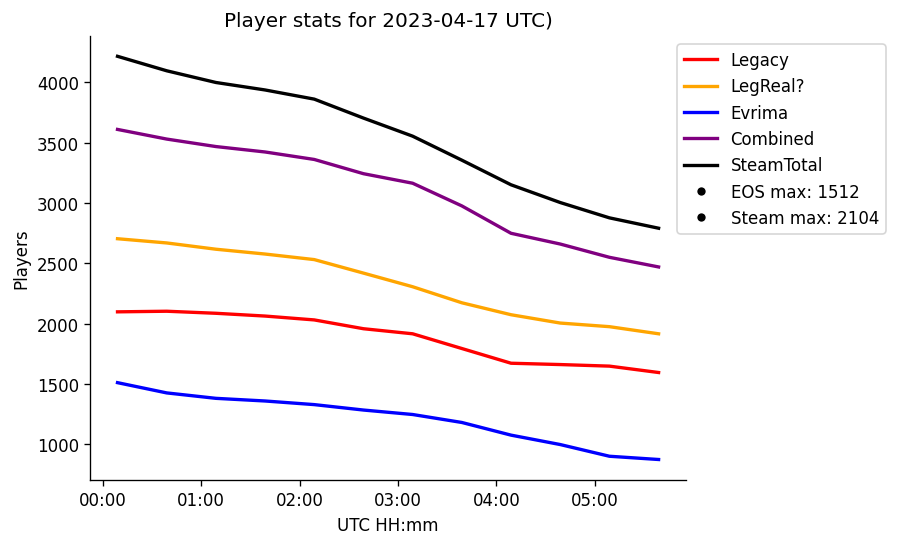 Player stats for 2023-04-17 UTC)
Legacy
LegReal?
Evrima
Combined
SteamTotal
EOS max: 1512
Steam max: 2104
Players
4000
3500
3000
2500
2000
1500
1000
00:00 01:00 02:00 03:00 04:00 05:00
UTC HH:mm